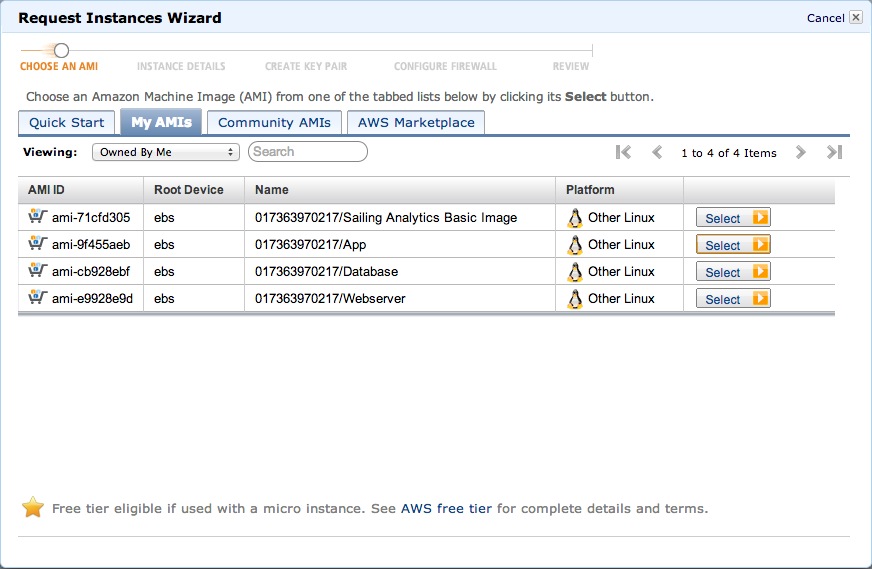 Request Instances Wizard
Cancel
CHOOSE AN AMI INSTANCE DETAILS CREATE KEY PAIR CONFIGURE FIREWALL REVIEW
Choose an Amazon Machine Image (AMI) from one of the tabbed lists below by clicking its Select button.
Quick Start My AMIs Community AMIs AWS Marketplace
Viewing: Owned By Me Search 1 to 4 of 4 Items
AMI ID Root Device Name Platform
ami-71cfd305 ebs 017363970217/Sailing Analytics Basic Image Other Linux Select
ami-9f455aeb ebs 017363970217/App Other Linux Select
ami-cb928ebf ebs 017363970217/Database Other Linux Select
ami-e9928e9d ebs 017363970217/Webserver Other Linux Select
Free tier eligible if used with a micro instance. See AWS free tier for complete details and terms.